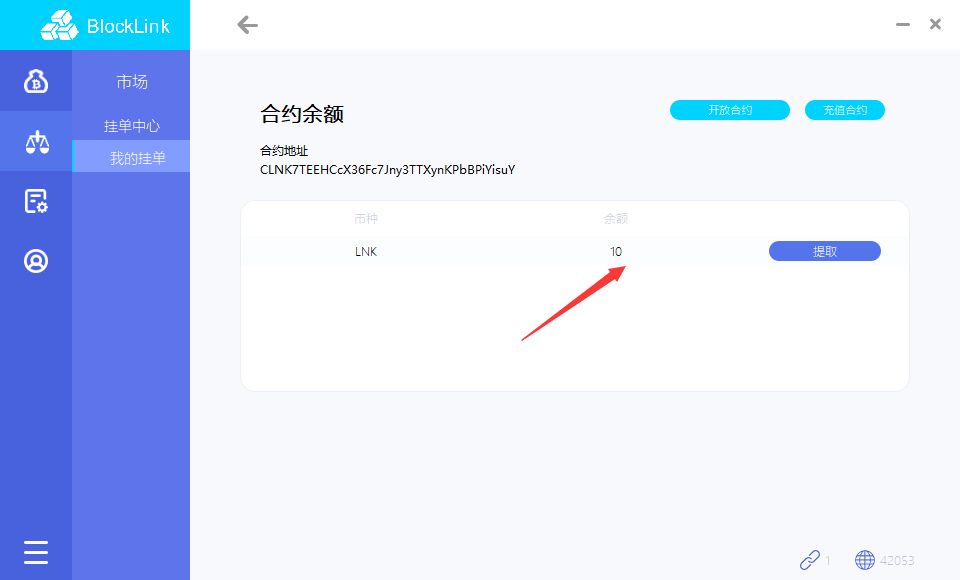 BlockLink
市场
挂单中心
我的挂单
合约余额
开放合约
充值合约
合约地址
CLNK7TEEHCcX36Fc7Jny3TTXynKPbBPiYisuY
币种
余额
LNK
10
提取
1
42053